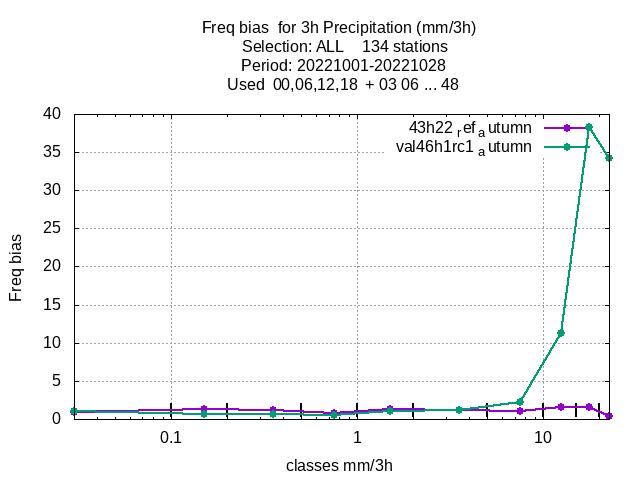 Freq bias  for 3h Precipitation (mm/3h)
Selection: ALL    134 stations
Period: 20221001-20221028
Used  00,06,12,18  + 03 06 ... 48
43h22 ref autumn
val46h1rc1 autumn
40
35
30
25
20
15
10
5
0
Freq bias
0.1 1 10
classes mm/3h